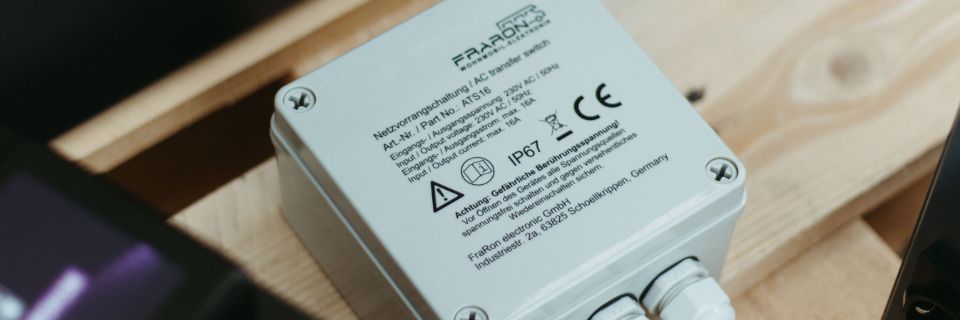 FRARON
WOHNMOBIL-ELEKTRONIK
Netzvorrangschaltung / AC transfer switch
Art.-Nr. / Part No.: ATS16
Eingangs- / Ausgangsspannung: 230V AC / 50Hz
Input / Output voltage: 230V AC / 50Hz
Eingangs- / Ausgangsstrom: max. 16A
Input / Output current: max. 16A
IP67
CE
Achtung: Gefährliche Berührungsspannung!
Vor Öffnen des Gerätes alle Spannungsquellen
spannungsfrei schalten und gegen versehentliches
Wiedereinschalten sichern.
FraRon electronic GmbH
Industriestr. 2a, 63825 Schoellkrippen, Germany